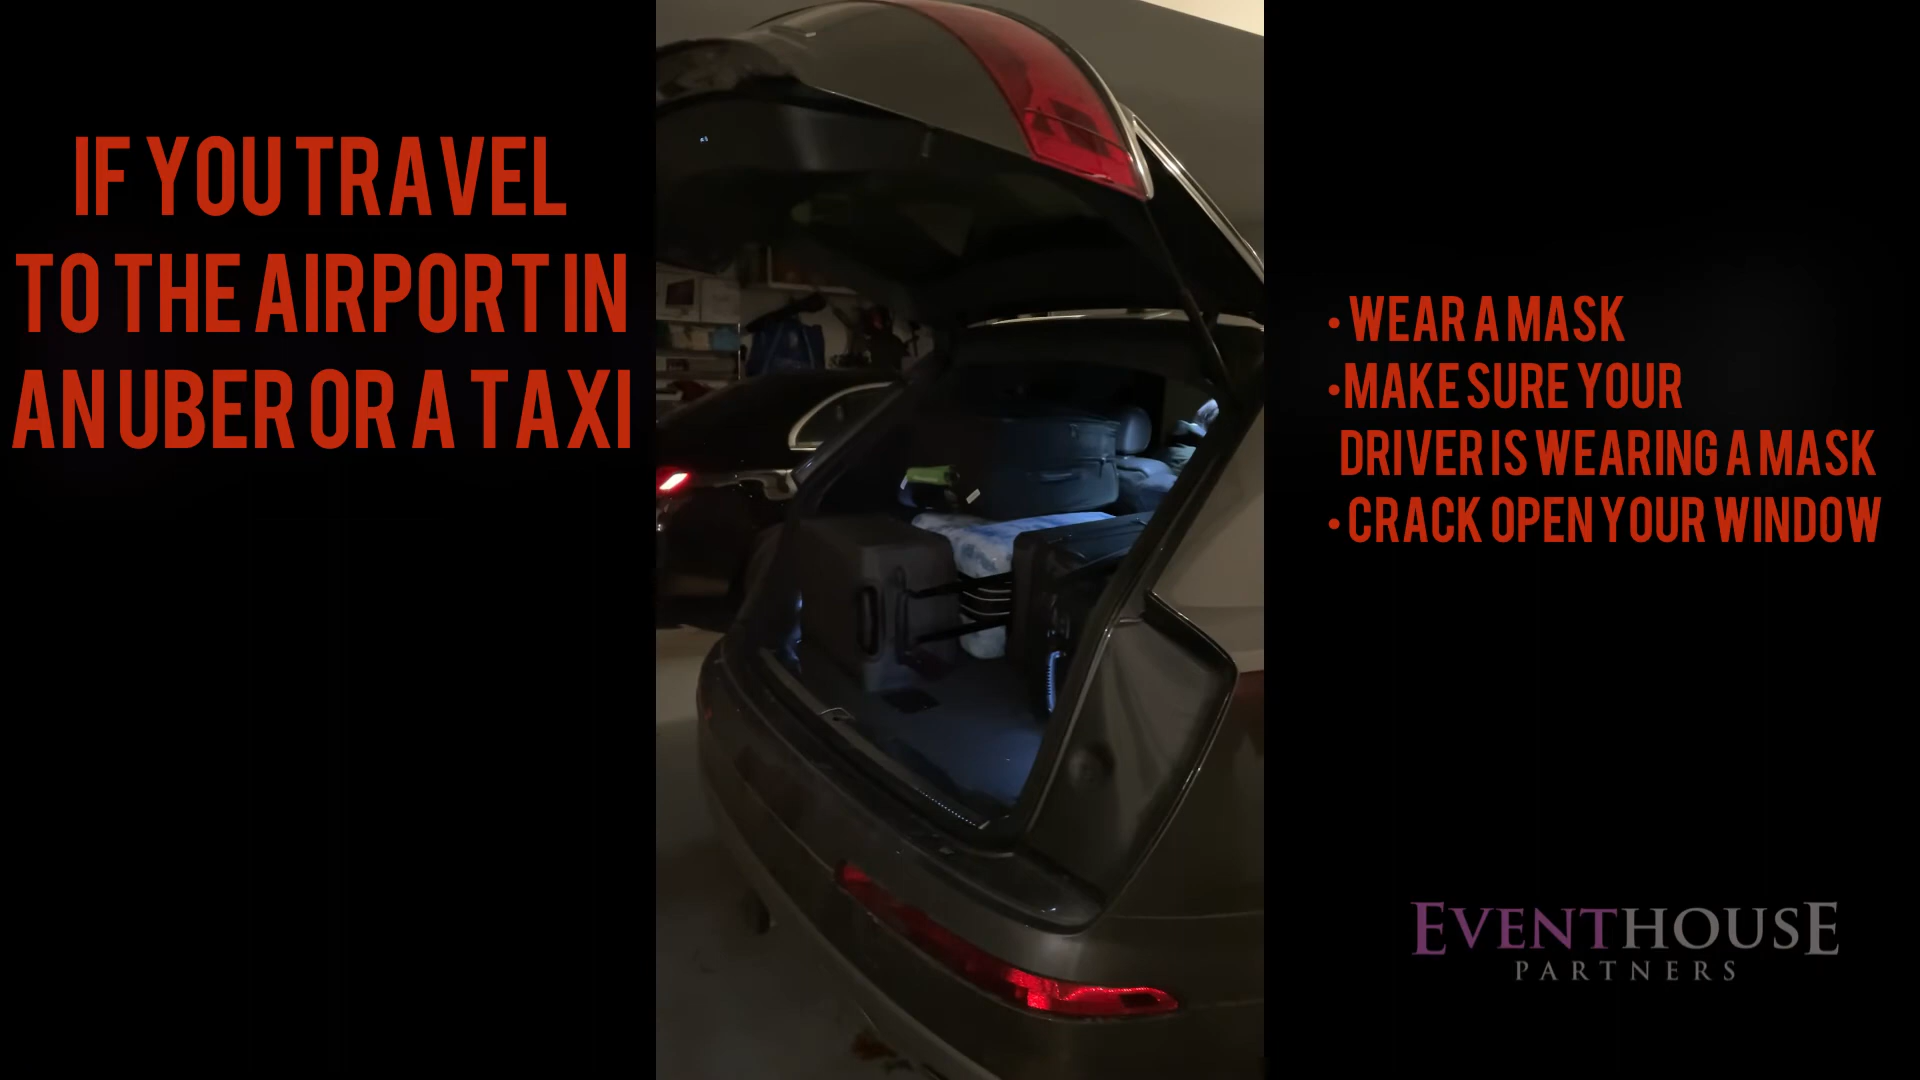 IF YOU TRAVEL
TO THE AIRPORT IN
AN UBER OR A TAXI
• WEAR A MASK
• MAKE SURE YOUR
DRIVER IS WEARING A MASK
• CRACK OPEN YOUR WINDOW
EVENTHOUSE
PARTNERS